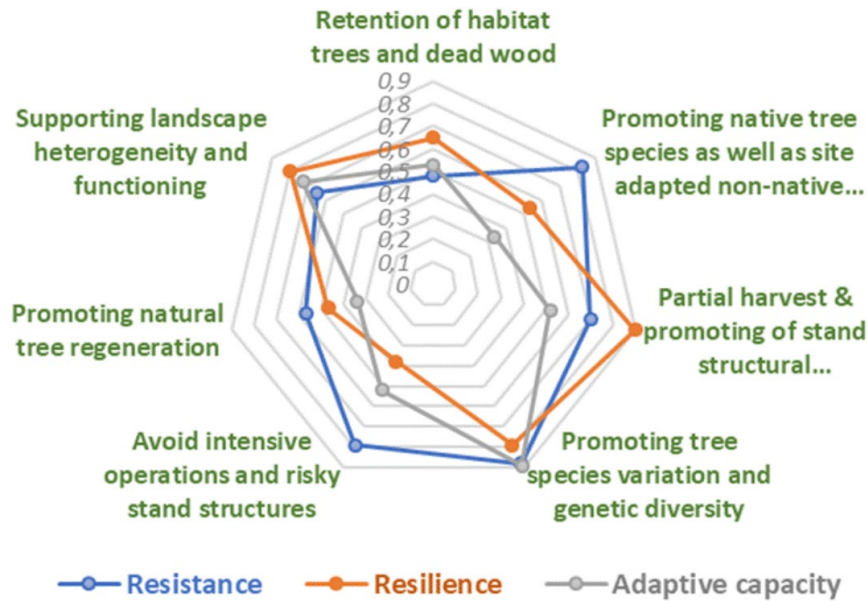 Retention of habitat
trees and dead wood
0,9
0,8
0,7
0,6
0,5
0,4
0,3
0,2
0,1
0
Supporting landscape
heterogeneity and
functioning
Promoting native tree
species as well as site
adapted non-native...
Promoting natural
tree regeneration
Partial harvest &
promoting of stand
structural...
Avoid intensive
operations and risky
stand structures
Promoting tree
species variation and
genetic diversity
Resistance
Resilience
Adaptive capacity